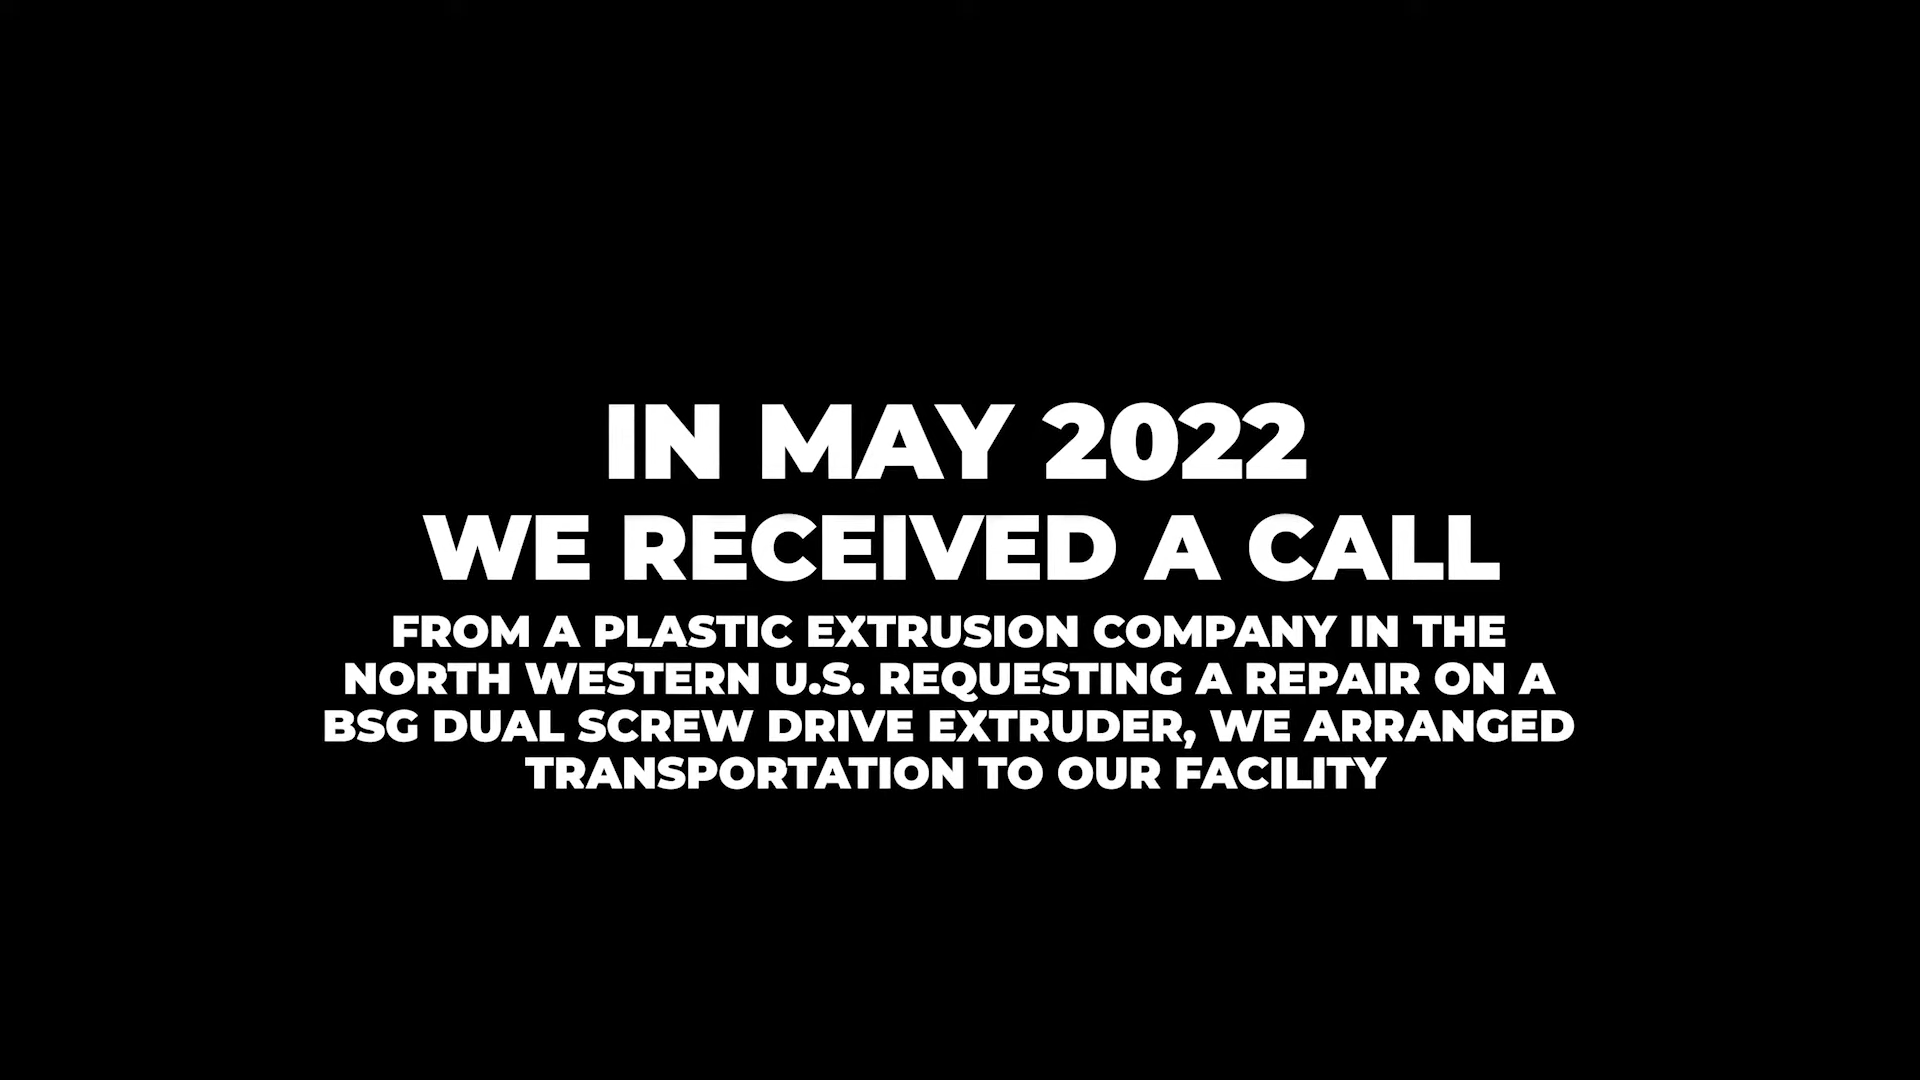 IN MAY 2022
WE RECEIVED A CALL
FROM A PLASTIC EXTRUSION COMPANY IN THE
NORTH WESTERN U.S. REQUESTING A REPAIR ON A
BSG DUAL SCREW DRIVE EXTRUDER, WE ARRANGED
TRANSPORTATION TO OUR FACILITY